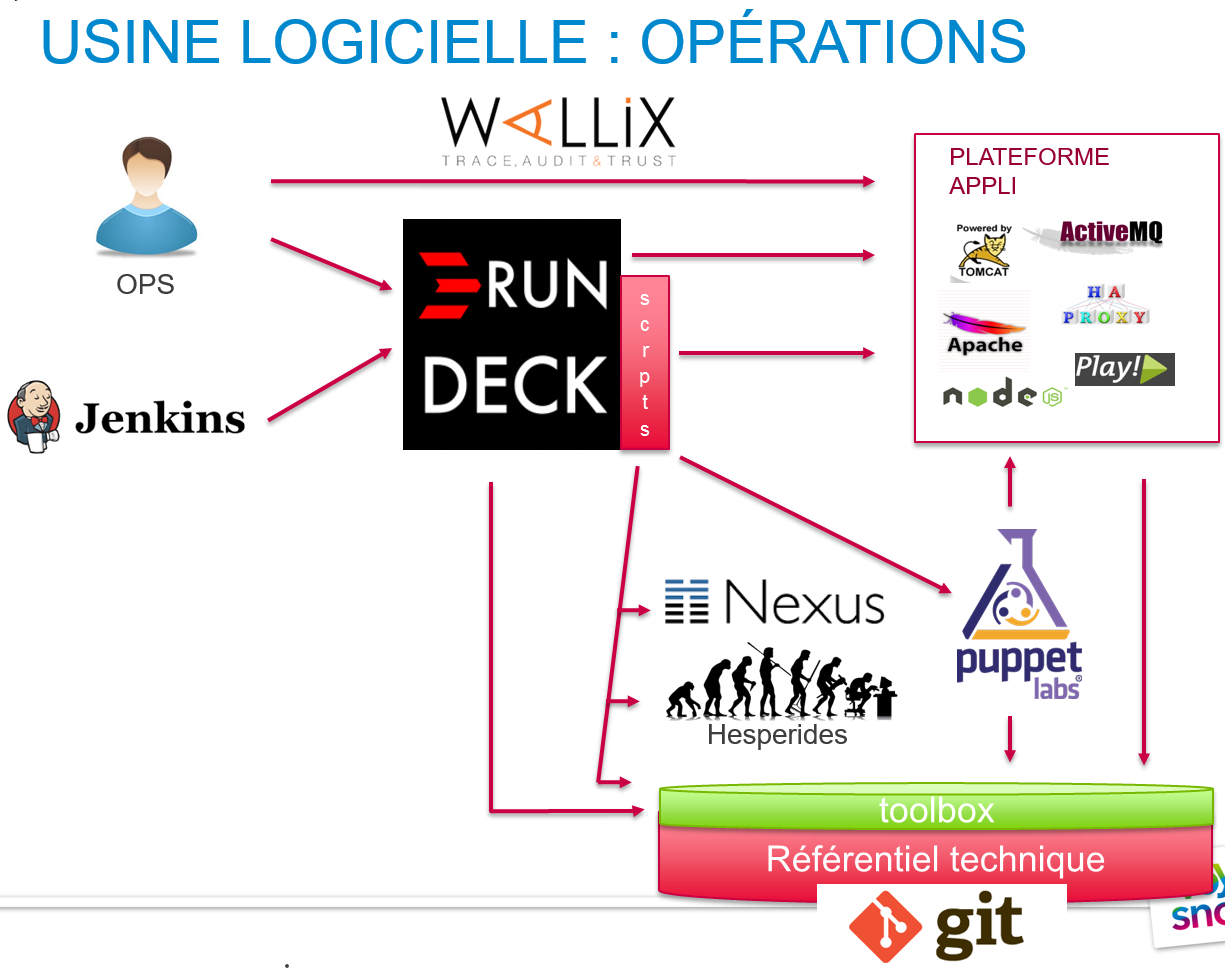 USINE LOGICIELLE : OPÉRATIONS
WALLiX
TRACE, AUDIT & TRUST
OPS
Jenkins
RUN
DECK
scrpts
PLATEFORME
APPLI
Powered by
TOMCAT
ActiveMQ
HA
PROXY
Apache
Play!
node
JS
Nexus
Hesperides
puppet
labs
toolbox
Référentiel technique
git